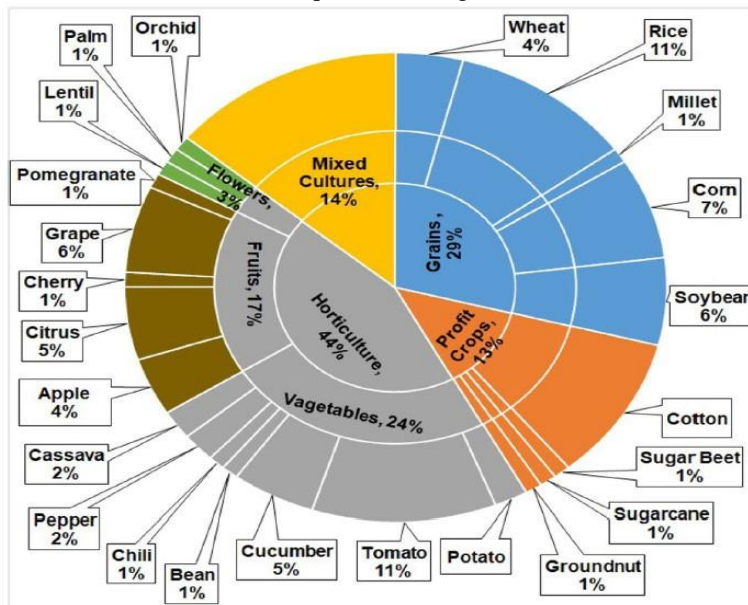 Orchid
1%
Palm
1%
Lentil
1%
Pomegranate
1%
Grape
6%
Cherry
1%
Citrus
5%
Apple
4%
Cassava
2%
Pepper
2%
Chili
1%
Bean
1%
Cucumber
5%
Tomato
11%
Potato
Groundnut
1%
Sugarcane
1%
Sugar Beet
1%
Cotton
Soybean
6%
Corn
7%
Millet
1%
Rice
11%
Wheat
4%
Mixed
Cultures,
14%
Flowers,
3%
Fruits, 17%
Horticulture,
44%
Vagetables, 24%
Grains ,
29%
Profit
Crops,
13%